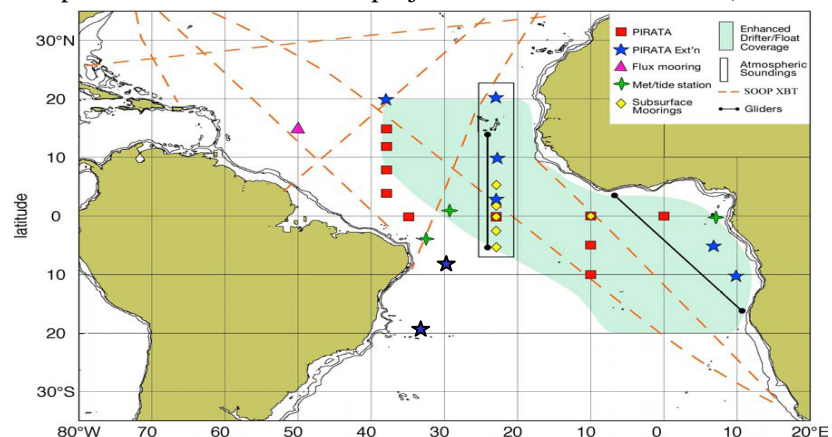 PIRATA
PIRATA Ext'n
Flux mooring
Met/tide station
Subsurface
Moorings
Enhanced
Drifter/Float
Coverage
Atmospheric
Soundings
SOOP XBT
Gliders
latitude
30°N
20
10
0
10
20
30°S
80°W
70
60
50
40
30
20
10
0
10
20°E